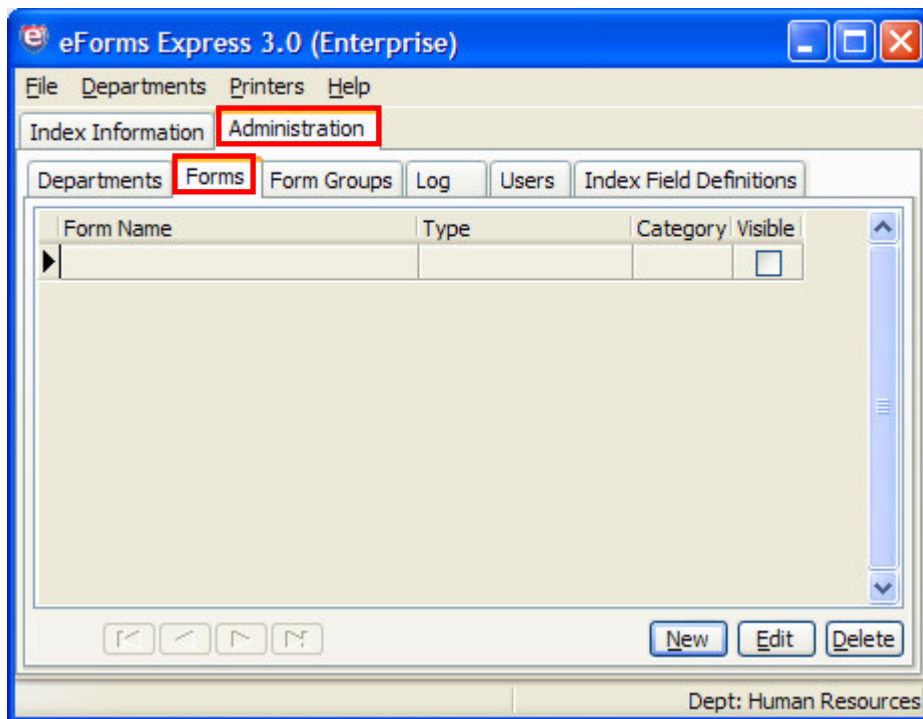 eForms Express 3.0 (Enterprise)
File Departments Printers Help
Index Information Administration
Departments Forms Form Groups Log Users Index Field Definitions
Form Name Type Category Visible
New Edit Delete
Dept: Human Resources